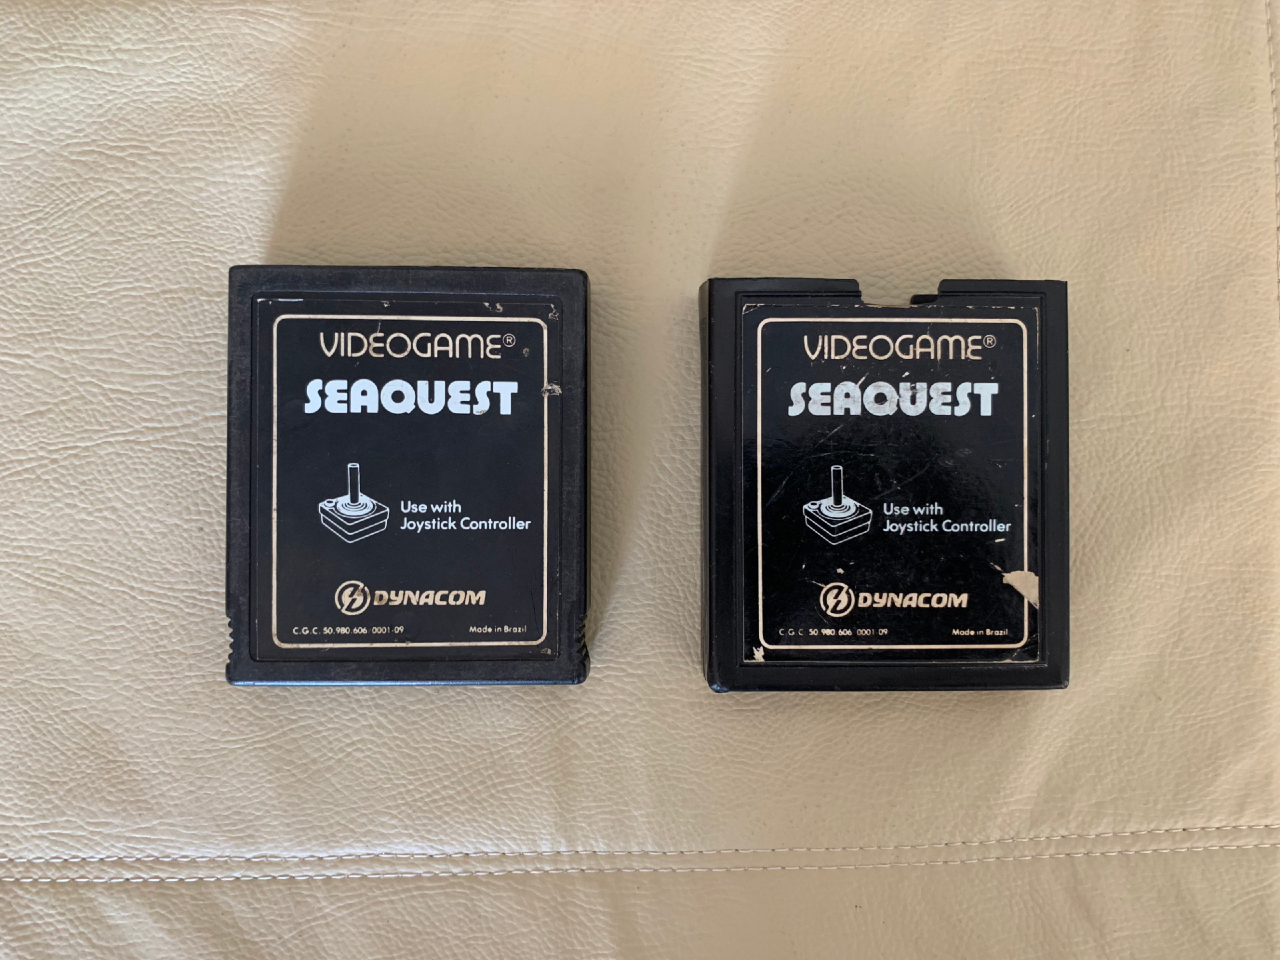 VIDEOGAME®
SEAQUEST
Use with
Joystick Controller
DYNACOM
C.G.C. 50.980.606 0001-09 Made in Brazil
VIDEOGAME®
SEAQUEST
Use with
Joystick Controller
DYNACOM
C.G.C. 50.980.606 0001-09 Made in Brazil